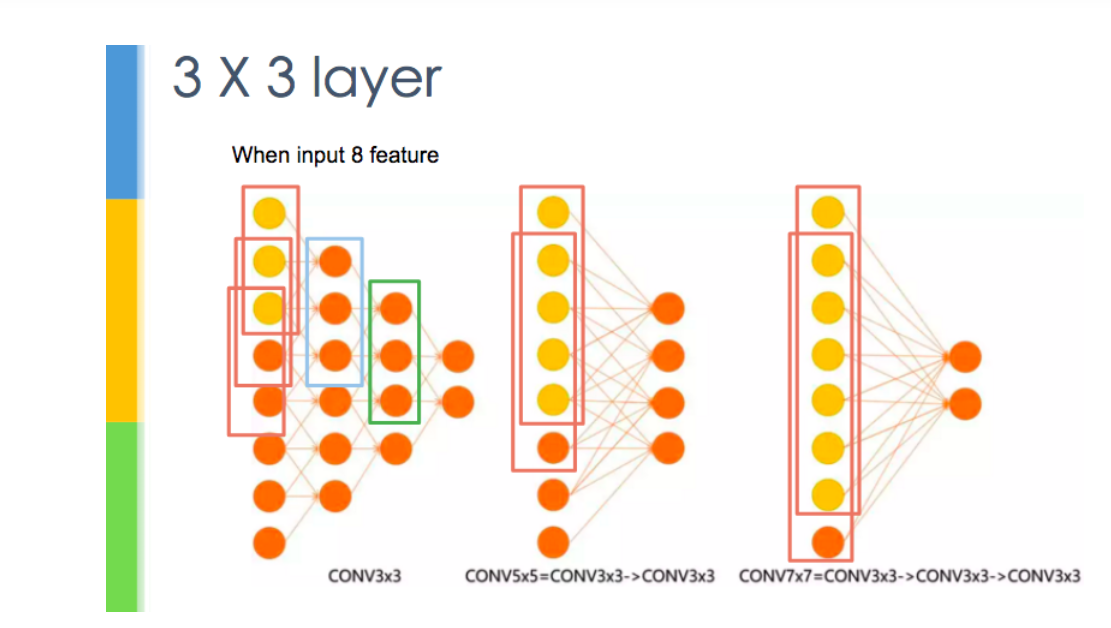 3 X 3 layer
When input 8 feature
CONV3x3
CONV5x5=CONV3x3->CONV3x3
CONV7x7=CONV3x3->CONV3x3->CONV3x3